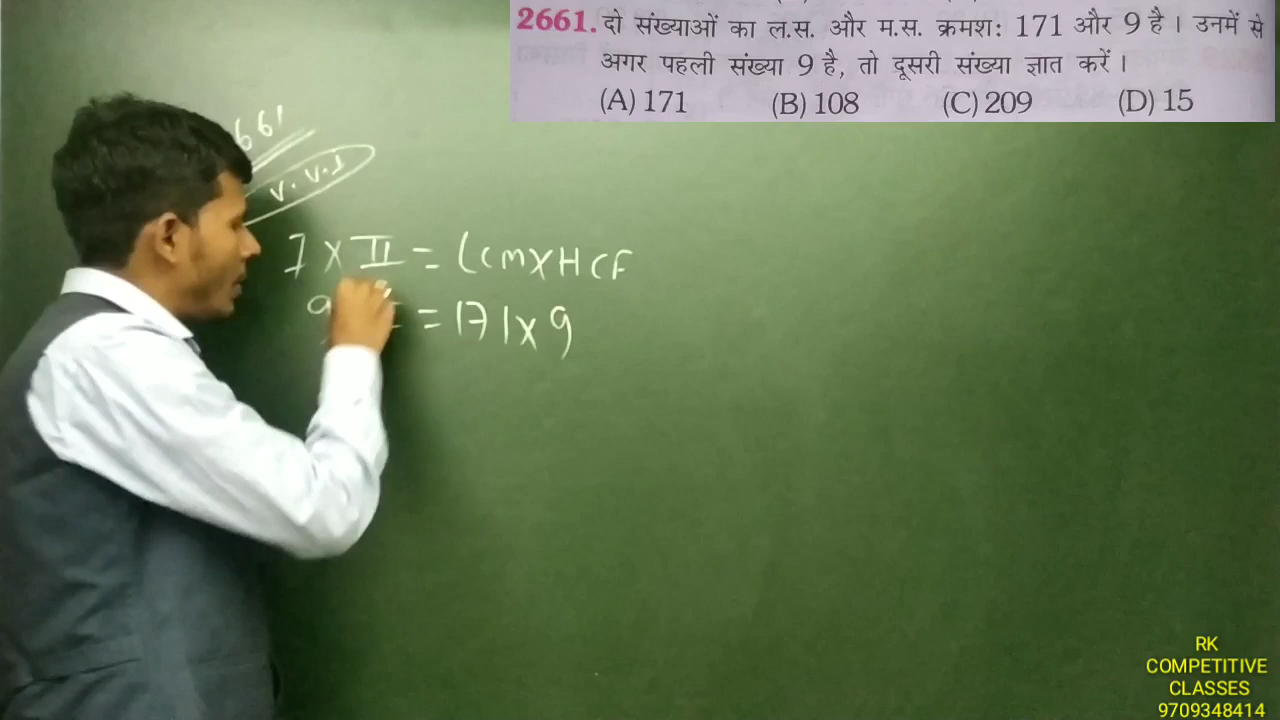 2661. दो संख्याओं का ल.स. और म.स. क्रमशः 171 और 9 है। उनमें से
अगर पहली संख्या 9 है, तो दूसरी संख्या ज्ञात करें।
(A) 171 (B) 108 (C) 209 (D) 15
661
V.V.I
I × II = LCM × HCF
9 = 171 × 9
RK
COMPETITIVE
CLASSES
9709348414